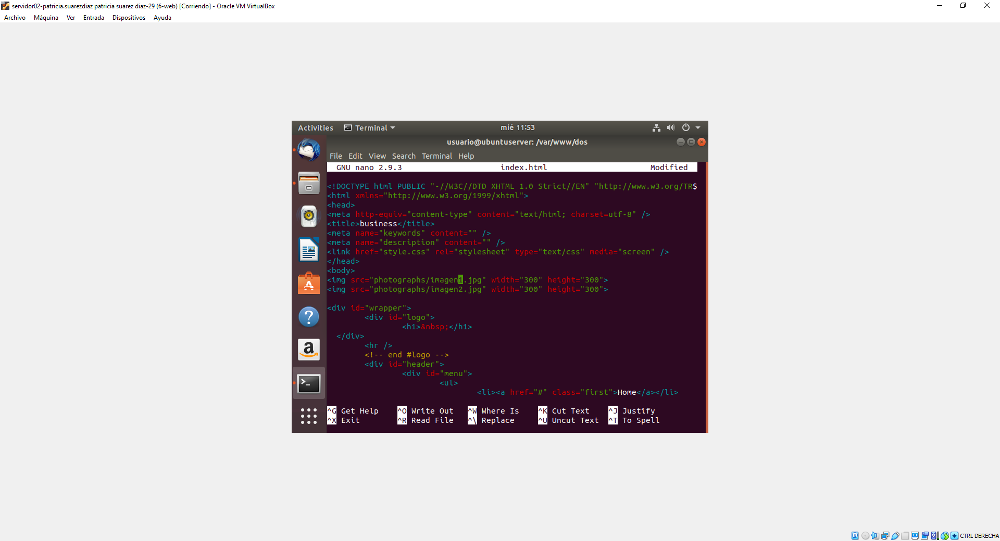 servidor02-patricia.suarezdiaz patricia suarez diaz-29 (6-web) [Corriendo] - Oracle VM VirtualBox
Archivo Máquina Ver Entrada Dispositivos Ayuda
Activities Terminal mié 11:53
usuario@ubuntuserver: /var/www/dos
File Edit View Search Terminal Help
GNU nano 2.9.3 index.html Modified
<!DOCTYPE html PUBLIC "-//W3C//DTD XHTML 1.0 Strict//EN" "http://www.w3.org/TR$
<html xmlns="http://www.w3.org/1999/xhtml">
<head>
<meta http-equiv="content-type" content="text/html; charset=utf-8" />
<title>business</title>
<meta name="keywords" content="" />
<meta name="description" content="" />
<link href="style.css" rel="stylesheet" type="text/css" media="screen" />
</head>
<body>
<img src="photographs/imagen1.jpg" width="300" height="300">
<img src="photographs/imagen2.jpg" width="300" height="300">
<div id="wrapper">
<div id="logo">
<h1>&nbsp;</h1>
</div>
<hr />
<!-- end #logo -->
<div id="header">
<div id="menu">
<ul>
<li><a href="#" class="first">Home</a></li>
^G Get Help ^O Write Out ^W Where Is ^K Cut Text ^J Justify
^X Exit ^R Read File ^\ Replace ^U Uncut Text ^T To Spell
CTRL DERECHA